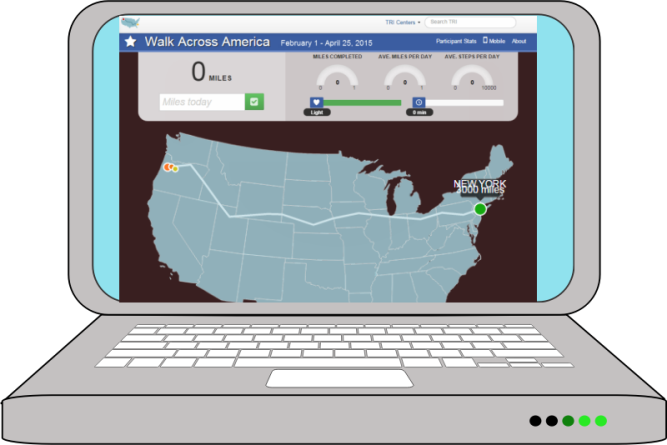 TRI Centers
Search TRI
Walk Across America February 1 - April 25, 2015
Participant Stats Mobile About
0 MILES
Miles today
MILES COMPLETED AVE. MILES PER DAY AVE. STEPS PER DAY
0 0 0
0 1 0 1 0 10000
Light 0 min
NEW YORK
3000 miles